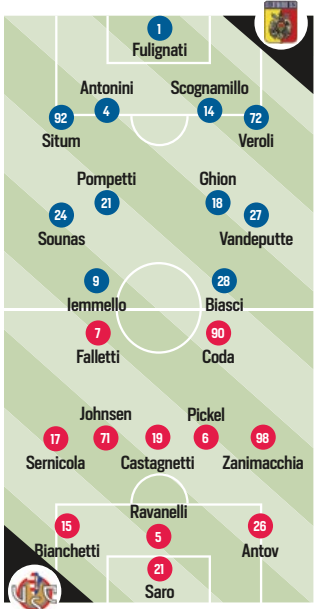 1
Fulignati
Antonini Scognamillo
92 4 14 72
Situm Veroli
Pompetti Ghion
24 21 18 27
Sounas Vandeputte
9 28
Iemmello Biasci
7 90
Falletti Coda
Johnsen Pickel
17 71 19 6 98
Sernicola Castagnetti Zanimacchia
Ravanelli
15 5 26
Bianchetti Antov
21
Saro